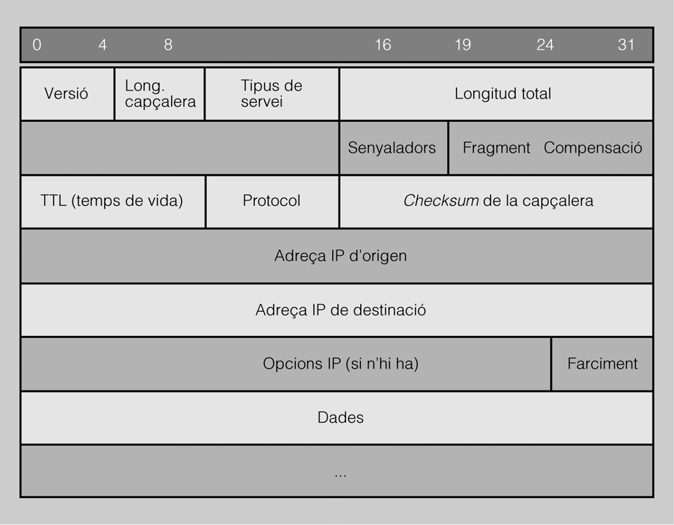 0 4 8 16 19 24 31
Versió
Long.
capçalera
Tipus de
servei
Longitud total
Senyaladors
Fragment Compensació
TTL (temps de vida)
Protocol
Checksum de la capçalera
Adreça IP d'origen
Adreça IP de destinació
Opcions IP (si n'hi ha)
Farciment
Dades
...